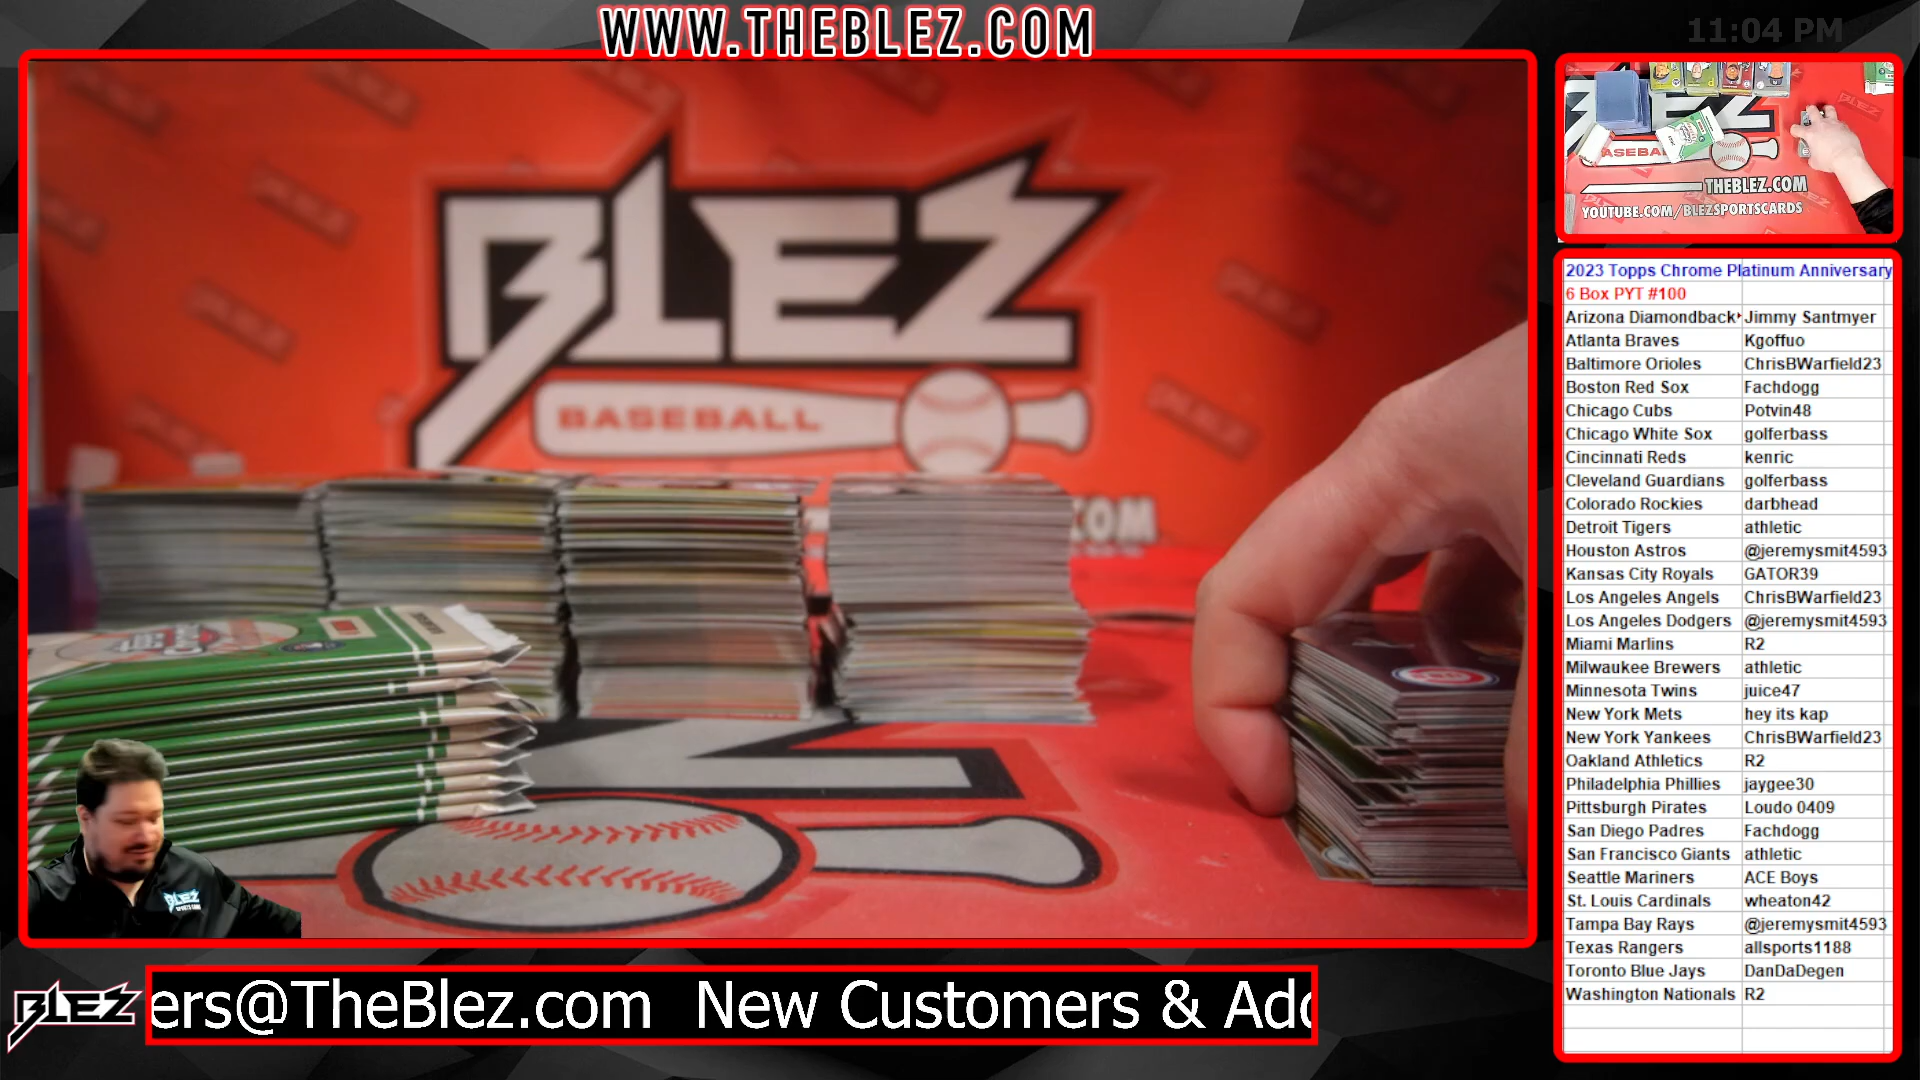 WWW.THEBLEZ.COM
11:04 PM
BLEZ
BASEBALL
.COM
BLEZ
THEBLEZ.COM
YOUTUBE.COM/BLEZSPORTSCARDS
2023 Topps Chrome Platinum Anniversary
6 Box PYT #100
Arizona Diamondback Jimmy Santmyer
Atlanta Braves Kgoffuo
Baltimore Orioles ChrisBWarfield23
Boston Red Sox Fachdogg
Chicago Cubs Potvin48
Chicago White Sox golferbass
Cincinnati Reds kenric
Cleveland Guardians golferbass
Colorado Rockies darbhead
Detroit Tigers athletic
Houston Astros @jeremysmit4593
Kansas City Royals GATOR39
Los Angeles Angels ChrisBWarfield23
Los Angeles Dodgers @jeremysmit4593
Miami Marlins R2
Milwaukee Brewers athletic
Minnesota Twins juice47
New York Mets hey its kap
New York Yankees ChrisBWarfield23
Oakland Athletics R2
Philadelphia Phillies jaygee30
Pittsburgh Pirates Loudo 0409
San Diego Padres Fachdogg
San Francisco Giants athletic
Seattle Mariners ACE Boys
St. Louis Cardinals wheaton42
Tampa Bay Rays @jeremysmit4593
Texas Rangers allsports1188
Toronto Blue Jays DanDaDegen
Washington Nationals R2
BLEZ
BLEZ
ers@TheBlez.com New Customers & Add